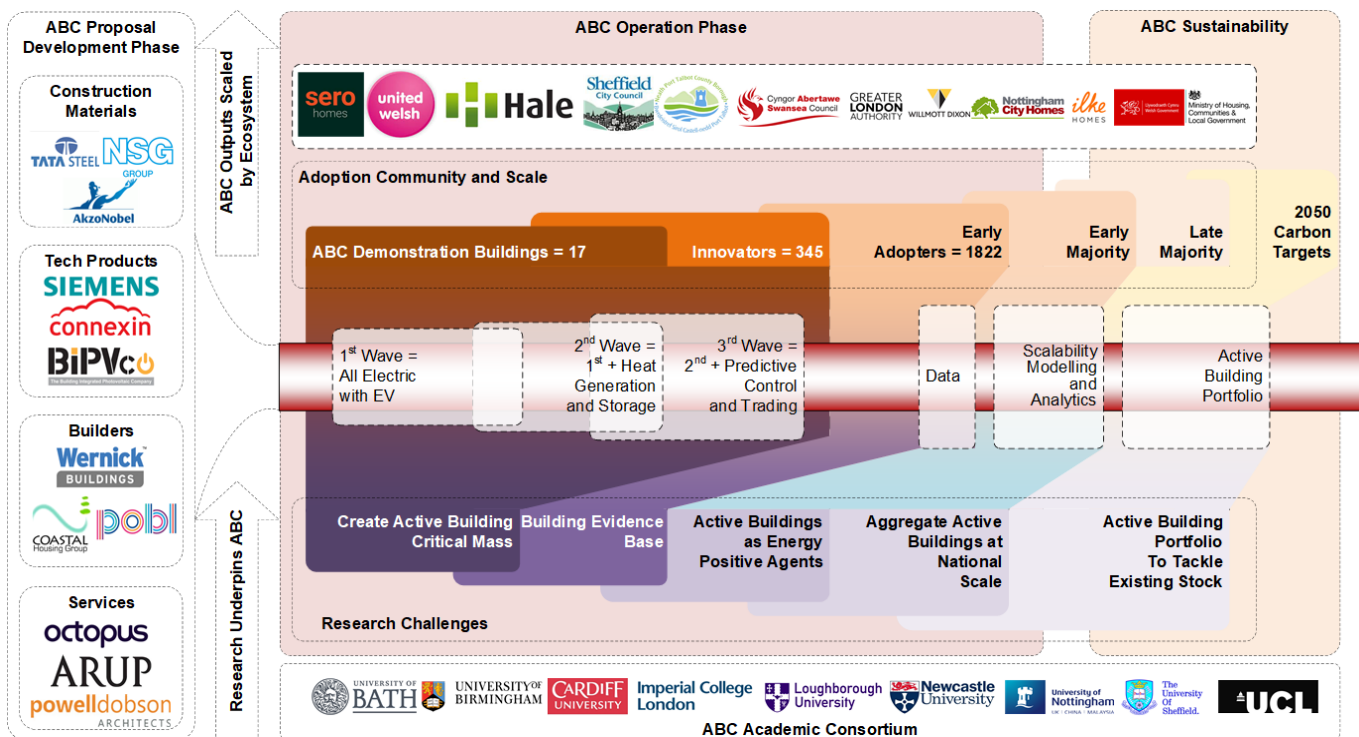 ABC Proposal
Development Phase
Construction
Materials
TATA STEEL
NSG
GROUP
AkzoNobel
Tech Products
SIEMENS
connexin
BiPVco
The Building Integrated Photovoltaic Company
Builders
Wernick
BUILDINGS
COASTAL
Housing Group
pobl
Services
octopus
ARUP
powelldobson
ARCHITECTS
ABC Outputs Scaled
by Ecosystem
Research Underpins ABC
ABC Operation Phase
ABC Sustainability
sero
homes
united
welsh
Hale
Sheffield
City Council
Cyngor Abertawe
Swansea Council
GREATER
LONDON
AUTHORITY
WILLMOTT DIXON
Nottingham
City Homes
ilke
HOMES
Llywodraeth Cymru
Welsh Government
Ministry of Housing,
Communities &
Local Government
Adoption Community and Scale
ABC Demonstration Buildings = 17
Innovators = 345
Early
Adopters = 1822
Early
Majority
Late
Majority
2050
Carbon
Targets
1st Wave =
All Electric
with EV
2nd Wave =
1st + Heat
Generation
and Storage
3rd Wave =
2nd + Predictive
Control
and Trading
Data
Scalability
Modelling
and
Analytics
Active
Building
Portfolio
Create Active Building
Critical Mass
Building Evidence
Base
Active Buildings
as Energy
Positive Agents
Aggregate Active
Buildings at
National
Scale
Active Building
Portfolio
To Tackle
Existing Stock
Research Challenges
UNIVERSITY OF
BATH
UNIVERSITY OF
BIRMINGHAM
CARDIFF
UNIVERSITY
Imperial College
London
Loughborough
University
Newcastle
University
University of
Nottingham
UK | CHINA | MALAYSIA
The
University
Of
Sheffield.
UCL
ABC Academic Consortium